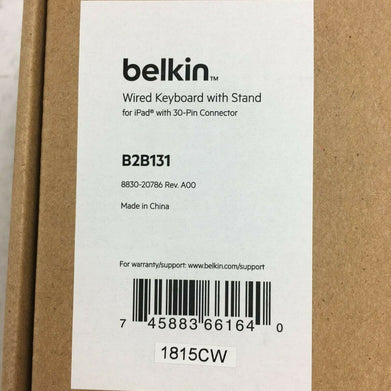 belkin™
Wired Keyboard with Stand
for iPad® with 30-Pin Connector
B2B131
8830-20786 Rev. A00
Made in China
For warranty/support: www.belkin.com/support
7 45883 66164 0
1815CW